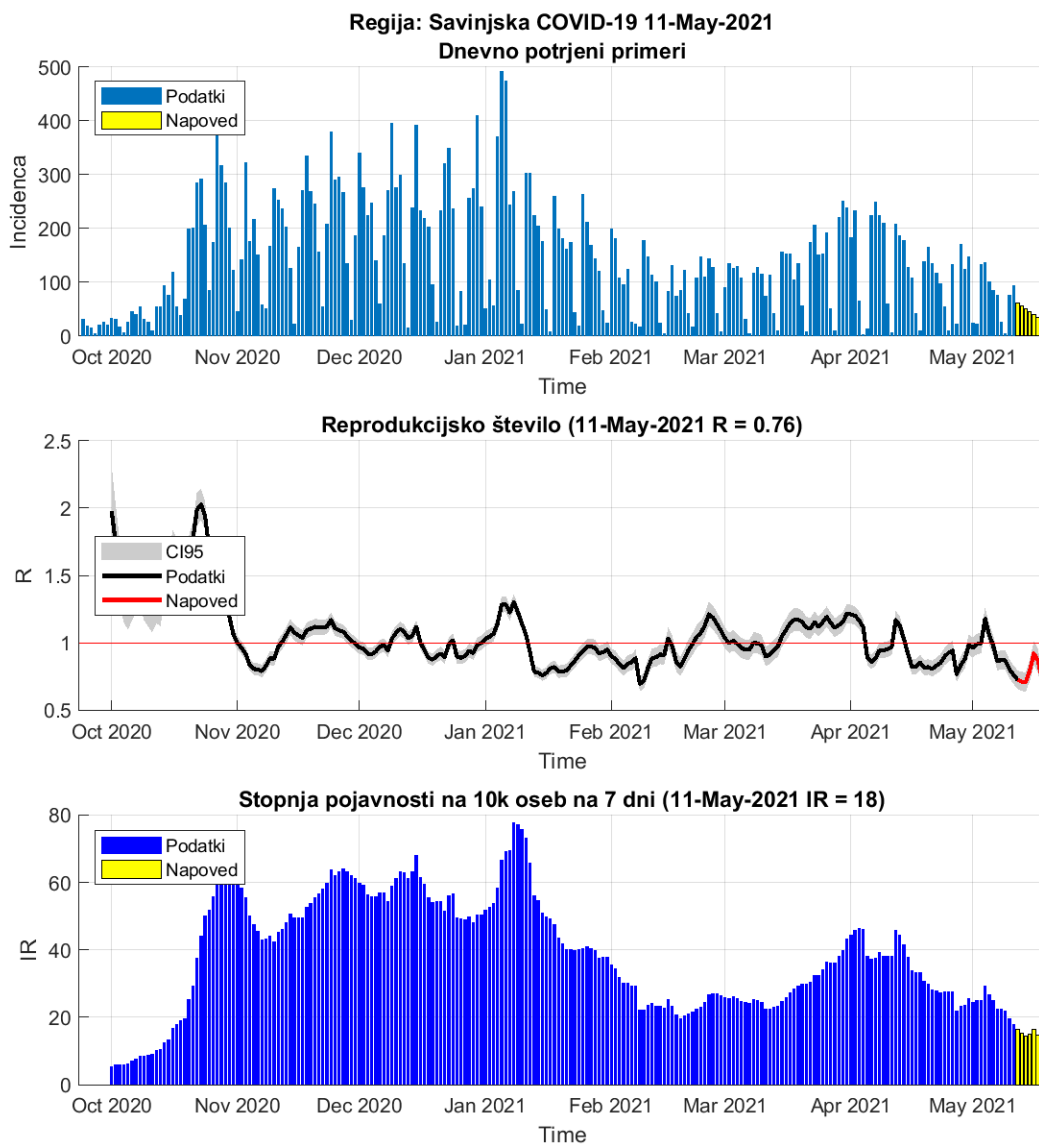 Regija: Savinjska COVID-19 11-May-2021
Dnevno potrjeni primeri
500
400
300
200
100
0
Incidenca
Podatki
Napoved
Oct 2020 Nov 2020 Dec 2020 Jan 2021 Feb 2021 Mar 2021 Apr 2021 May 2021
Time
Reprodukcijsko število (11-May-2021 R = 0.76)
2.5
2
1.5
1
0.5
R
CI95
Podatki
Napoved
Oct 2020 Nov 2020 Dec 2020 Jan 2021 Feb 2021 Mar 2021 Apr 2021 May 2021
Time
Stopnja pojavnosti na 10k oseb na 7 dni (11-May-2021 IR = 18)
80
60
40
20
0
IR
Podatki
Napoved
Oct 2020 Nov 2020 Dec 2020 Jan 2021 Feb 2021 Mar 2021 Apr 2021 May 2021
Time